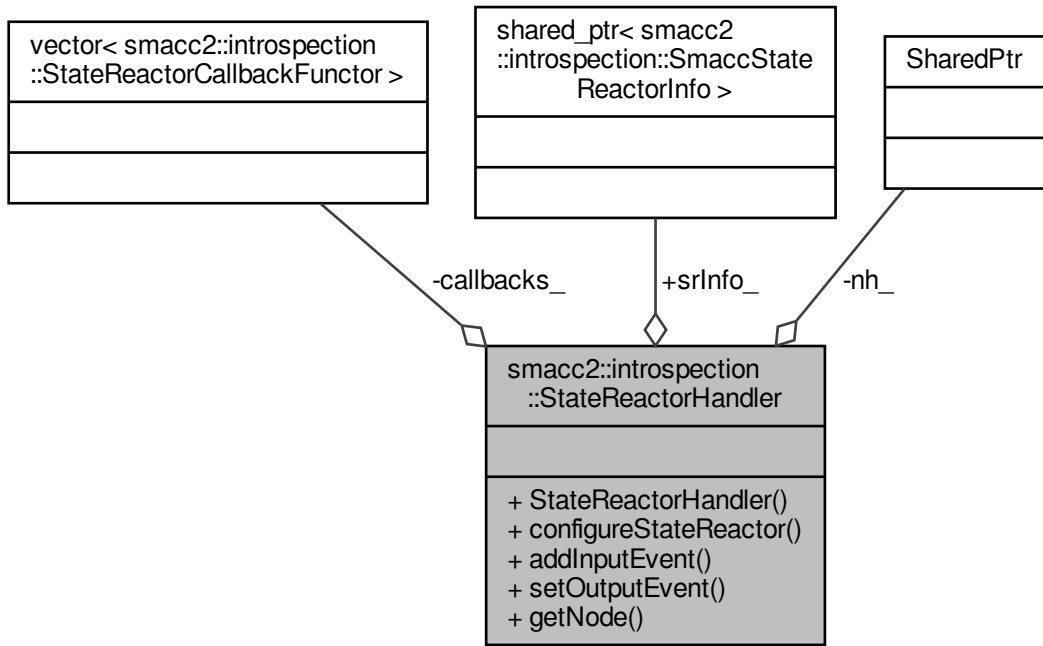 vector< smacc2::introspection
::StateReactorCallbackFunctor >
shared_ptr< smacc2
::introspection::SmaccState
ReactorInfo >
SharedPtr
-callbacks_
+srInfo_
-nh_
smacc2::introspection
::StateReactorHandler
+ StateReactorHandler()
+ configureStateReactor()
+ addInputEvent()
+ setOutputEvent()
+ getNode()